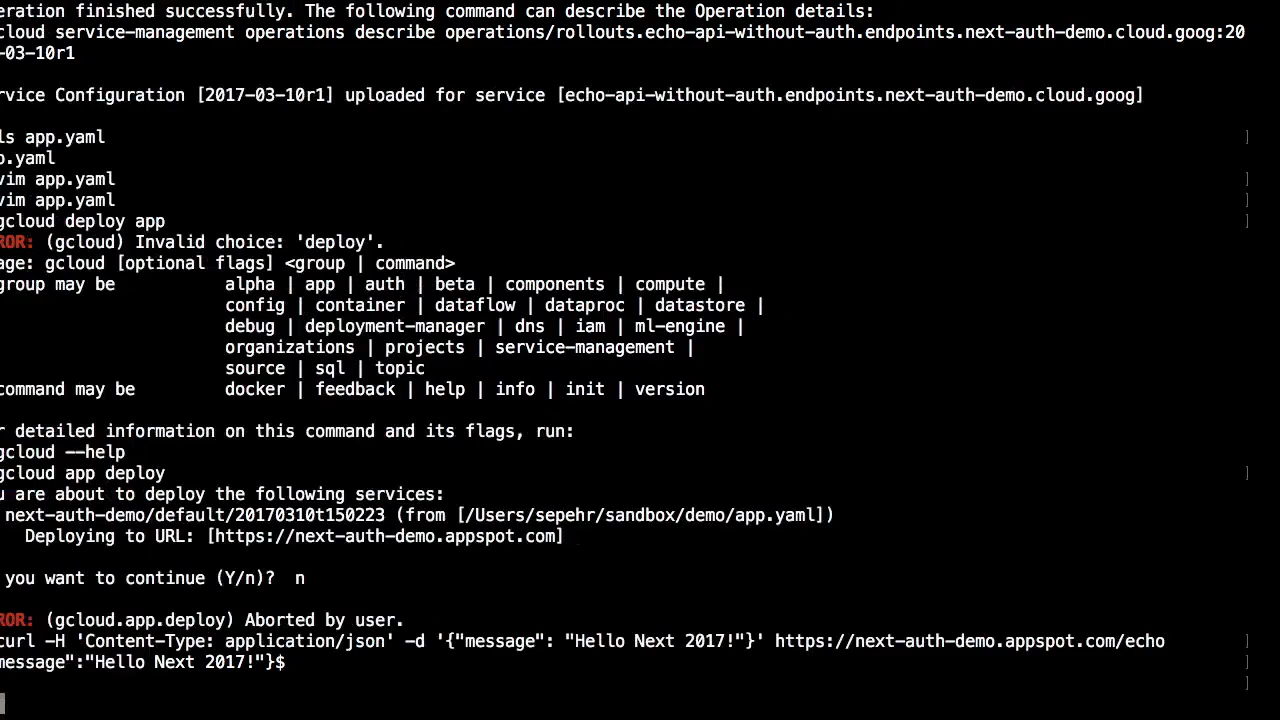 eration finished successfully. The following command can describe the Operation details:
cloud service-management operations describe operations/rollouts.echo-api-without-auth.endpoints.next-auth-demo.cloud.goog:20
-03-10r1
rvice Configuration [2017-03-10r1] uploaded for service [echo-api-without-auth.endpoints.next-auth-demo.cloud.goog]
ls app.yaml ]
p.yaml
vim app.yaml ]
vim app.yaml ]
gcloud deploy app ]
ROR: (gcloud) Invalid choice: 'deploy'.
age: gcloud [optional flags] <group | command>
group may be alpha | app | auth | beta | components | compute |
config | container | dataflow | dataproc | datastore |
debug | deployment-manager | dns | iam | ml-engine |
organizations | projects | service-management |
source | sql | topic
command may be docker | feedback | help | info | init | version
r detailed information on this command and its flags, run:
gcloud --help
gcloud app deploy ]
u are about to deploy the following services:
next-auth-demo/default/20170310t150223 (from [/Users/sepehr/sandbox/demo/app.yaml])
Deploying to URL: [https://next-auth-demo.appspot.com]
you want to continue (Y/n)? n
ROR: (gcloud.app.deploy) Aborted by user.
curl -H 'Content-Type: application/json' -d '{"message": "Hello Next 2017!"}' https://next-auth-demo.appspot.com/echo ]
message":"Hello Next 2017!"}$ ]
]